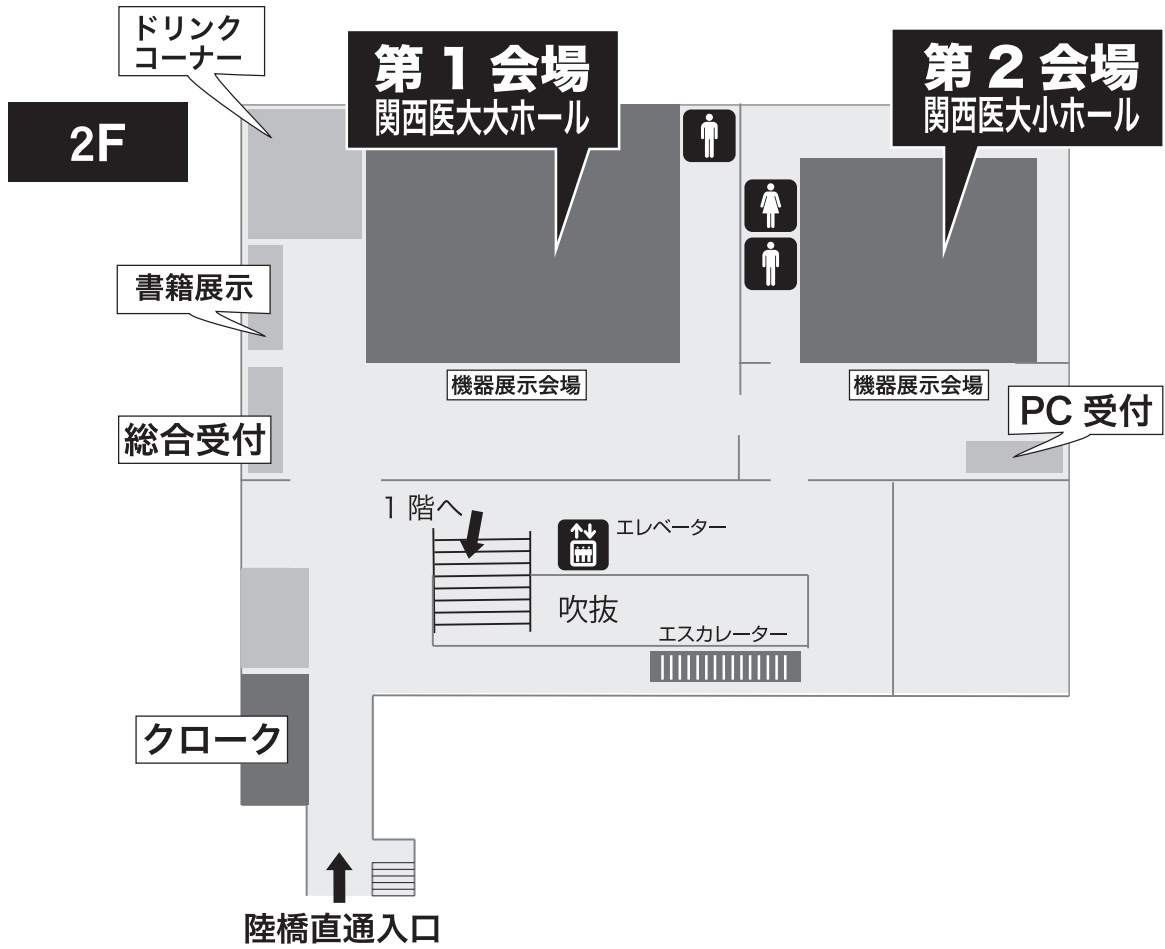 ドリンク
コーナー
第1会場
関西医大大ホール
第2会場
関西医大小ホール
2F
書籍展示
機器展示会場
機器展示会場
PC 受付
総合受付
1 階へ
エレベーター
吹抜
エスカレーター
クローク
陸橋直通入口